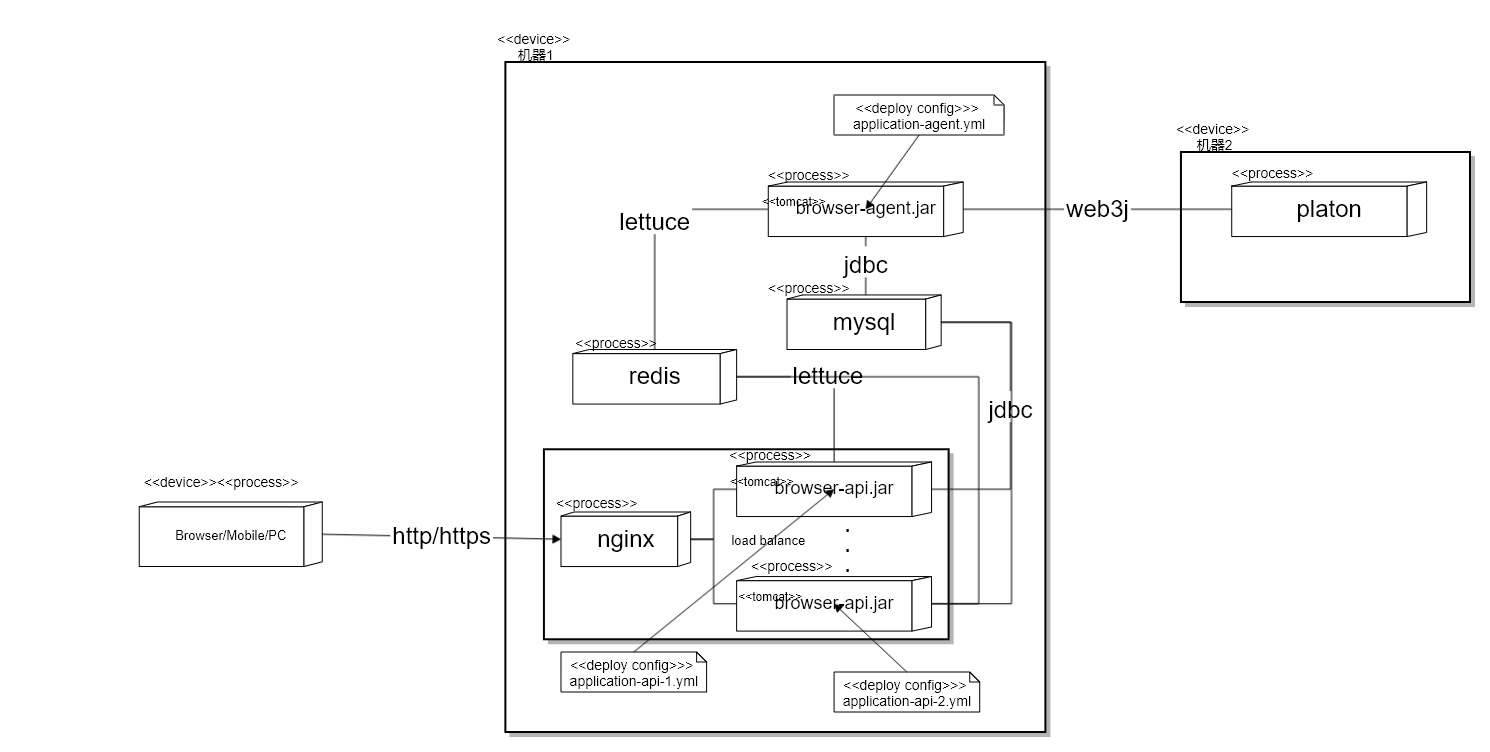 <<device>>
机器1
<<deploy config>>>
application-agent.yml
<<device>>
机器2
<<process>>
<<tomcat>>
browser-agent.jar
web3j
<<process>>
platon
lettuce
jdbc
<<process>>
mysql
<<process>>
redis
lettuce
jdbc
<<process>>
<<tomcat>>
browser-api.jar
<<device>><<process>>
Browser/Mobile/PC
http/https
<<process>>
nginx
load balance
<<process>>
<<tomcat>>
browser-api.jar
<<deploy config>>>
application-api-1.yml
<<deploy config>>>
application-api-2.yml